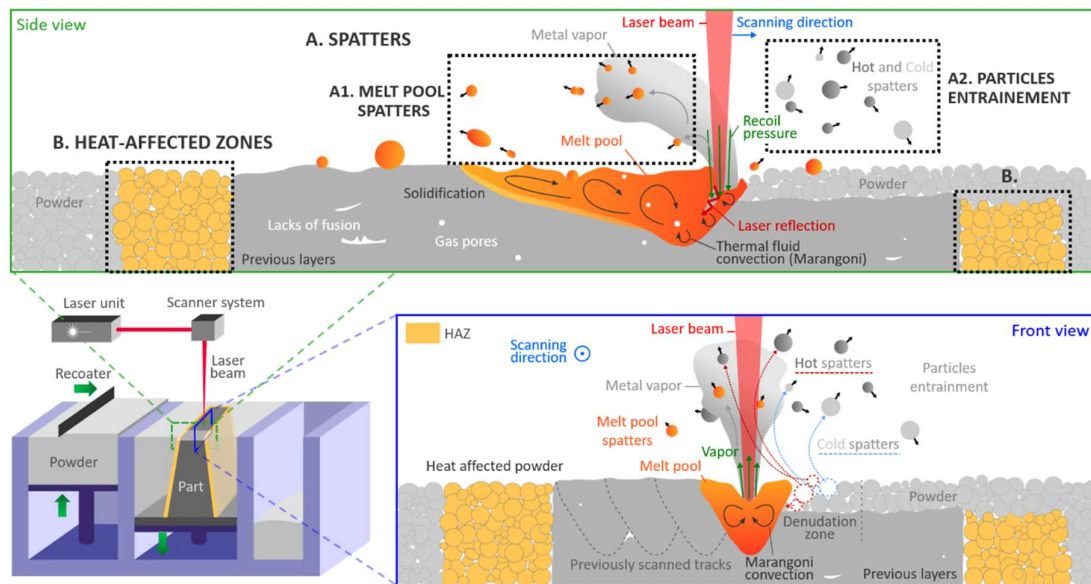 Side view
A. SPATTERS
A1. MELT POOL
SPATTERS
B. HEAT-AFFECTED ZONES
Metal vapor
Laser beam
Scanning direction
Hot and Cold
spatters
A2. PARTICLES
ENTRAINEMENT
Recoil
pressure
Melt pool
Powder
Solidification
Lacks of fusion
Gas pores
Previous layers
Laser reflection
Thermal fluid
convection (Marangoni)
Powder
B.
Laser unit
Scanner system
Laser
beam
Recoater
Powder
Part
HAZ
Front view
Scanning
direction
Laser beam
Metal vapor
Hot spatters
Particles
entrainment
Melt pool
spatters
Cold spatters
Vapor
Heat affected powder
Melt pool
Powder
Denudation
zone
Previously scanned tracks
Marangoni
convection
Previous layers